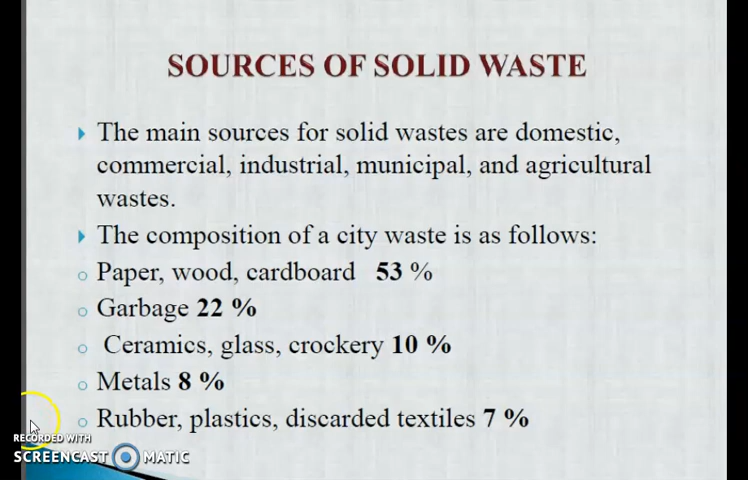 SOURCES OF SOLID WASTE
The main sources for solid wastes are domestic,
commercial, industrial, municipal, and agricultural
wastes.
The composition of a city waste is as follows:
Paper, wood, cardboard 53 %
Garbage 22 %
Ceramics, glass, crockery 10 %
Metals 8 %
Rubber, plastics, discarded textiles 7 %
RECORDED WITH
SCREENCAST MATIC